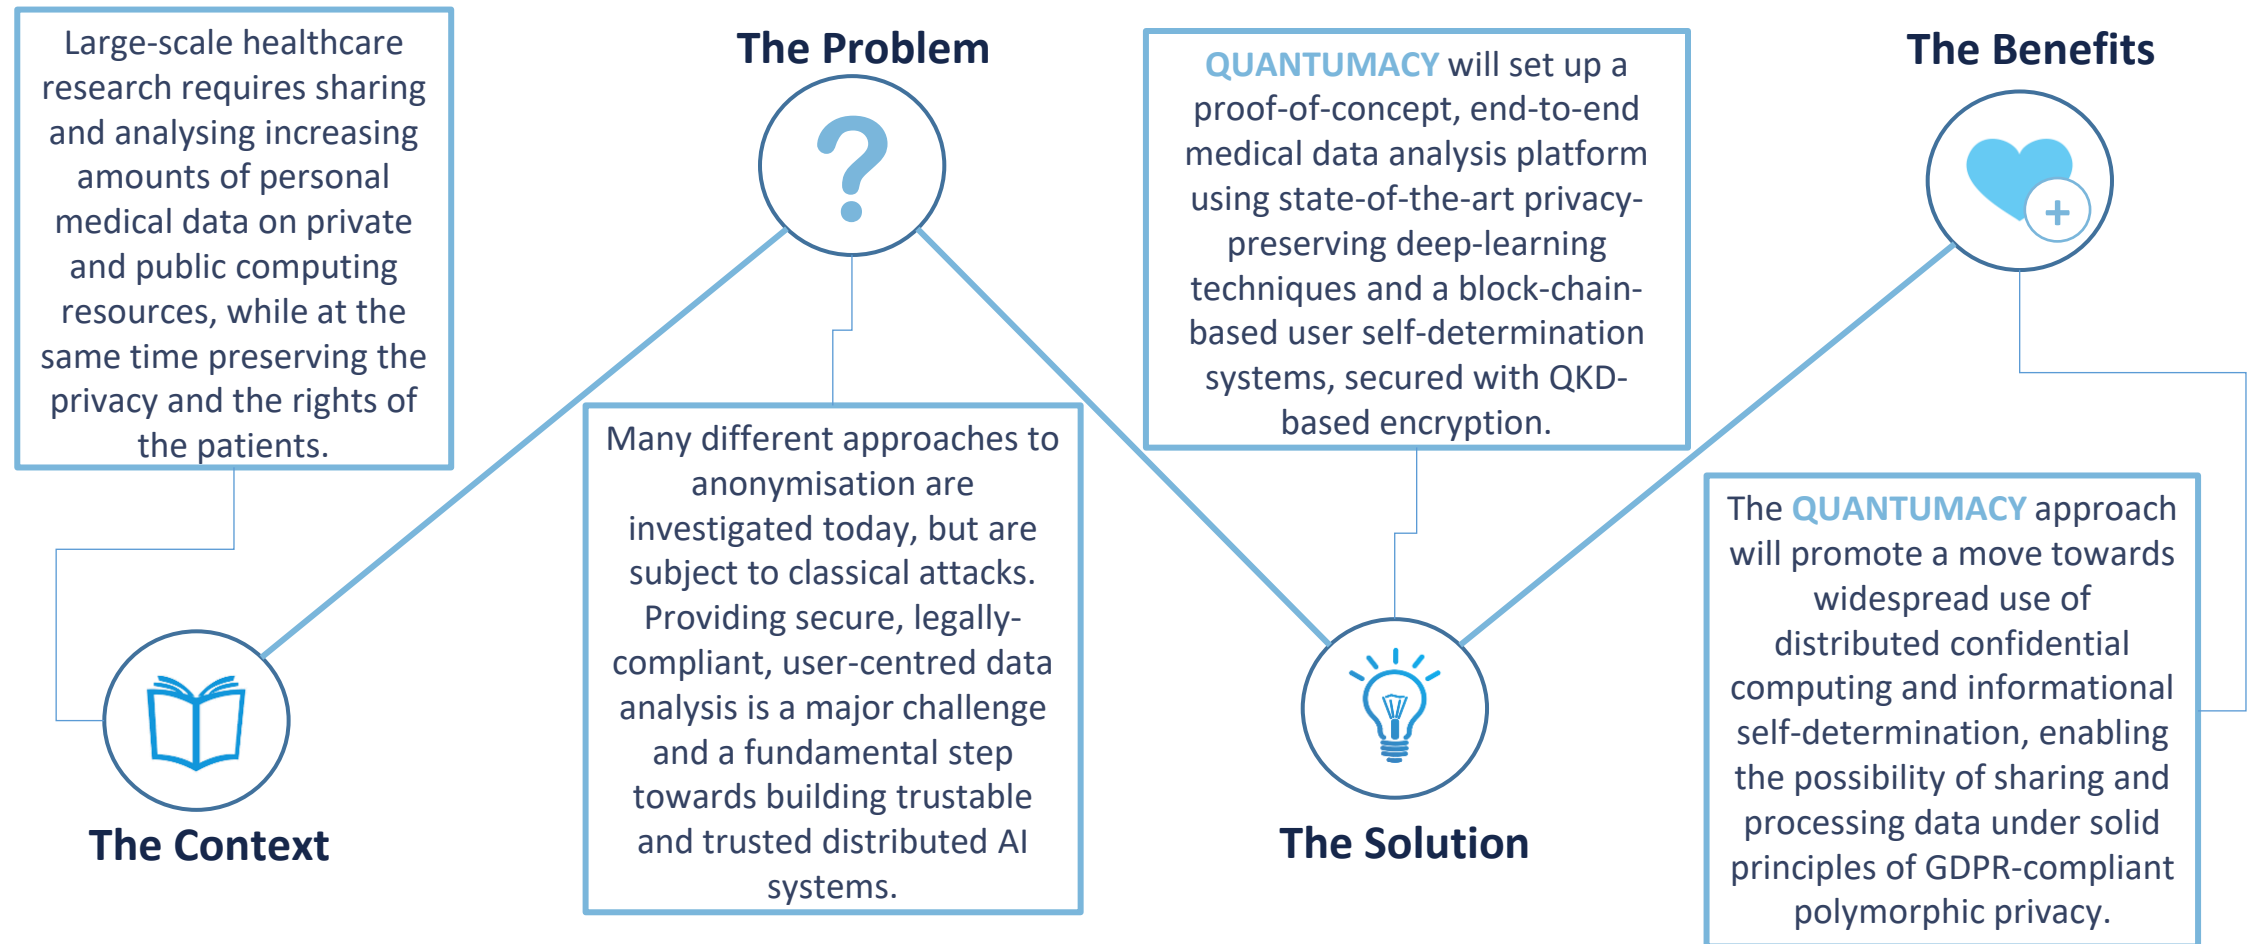 Large-scale healthcare
research requires sharing
and analysing increasing
amounts of personal
medical data on private
and public computing
resources, while at the
same time preserving the
privacy and the rights of
the patients.
The Context
The Problem
Many different approaches to
anonymisation are
investigated today, but are
subject to classical attacks.
Providing secure, legally-
compliant, user-centred data
analysis is a major challenge
and a fundamental step
towards building trustable
and trusted distributed AI
systems.
QUANTUMACY will set up a
proof-of-concept, end-to-end
medical data analysis platform
using state-of-the-art privacy-
preserving deep-learning
techniques and a block-chain-
based user self-determination
systems, secured with QKD-
based encryption.
The Solution
The Benefits
The QUANTUMACY approach
will promote a move towards
widespread use of
distributed confidential
computing and informational
self-determination, enabling
the possibility of sharing and
processing data under solid
principles of GDPR-compliant
polymorphic privacy.